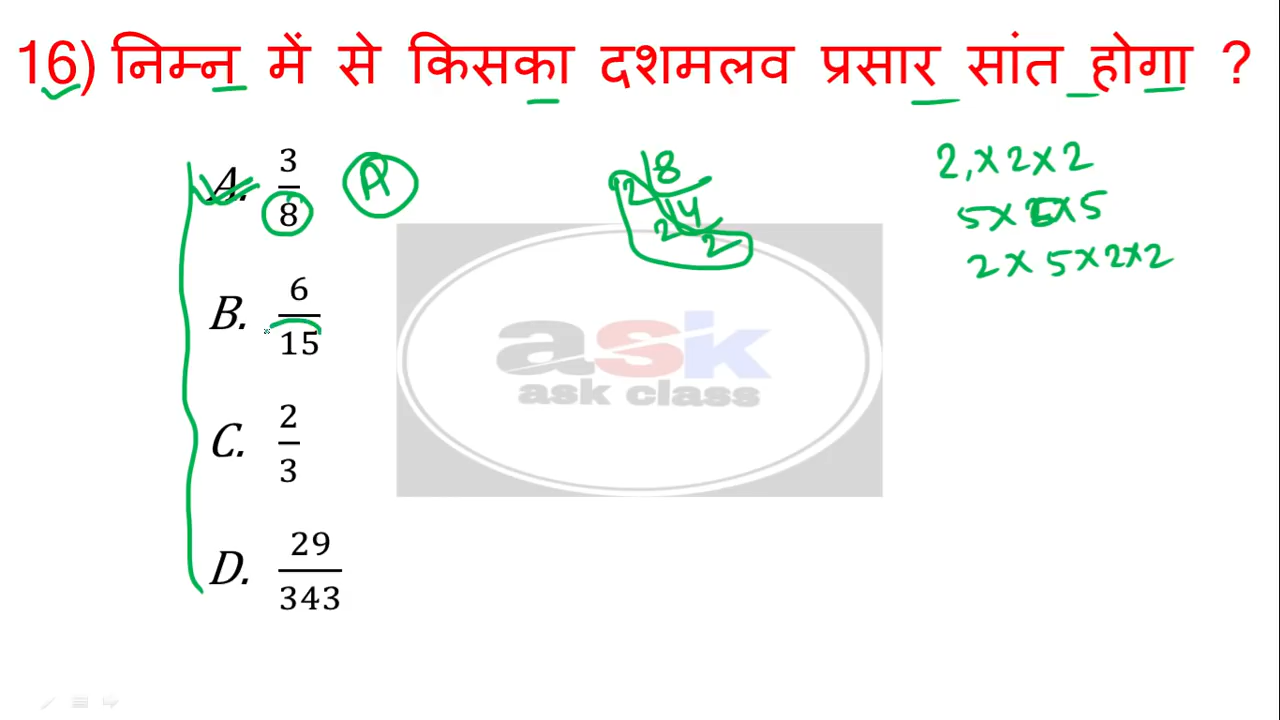 16) निम्न में से किसका दशमलव प्रसार सांत होगा ?
A. 3/8 A
B. 6/15
C. 2/3
D. 29/343
2 8
2 4
2
2 × 2 × 2
5 × 5 × 5
2 × 5 × 2 × 2
ask
ask class